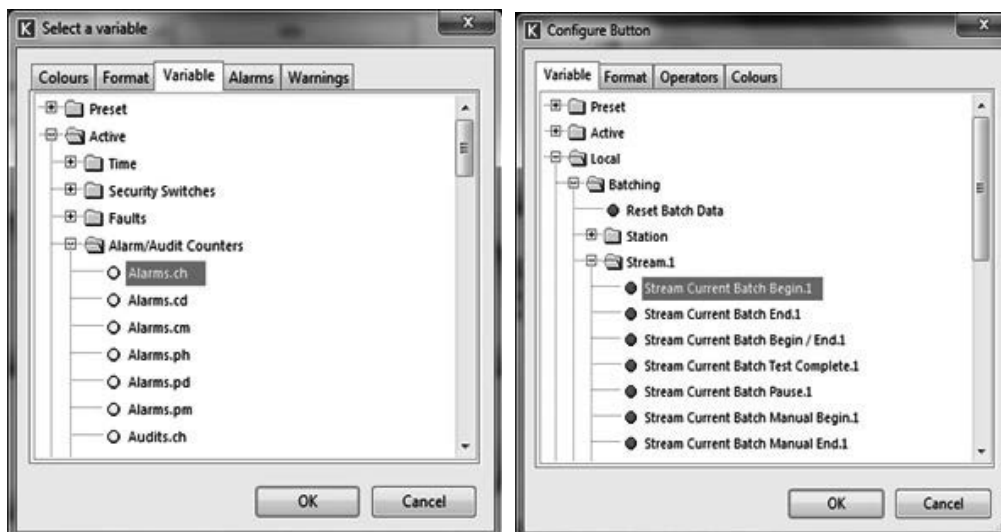 K Select a variable
x
Colours Format Variable Alarms Warnings
Preset
Active
Time
Security Switches
Faults
Alarm/Audit Counters
Alarms.ch
Alarms.cd
Alarms.cm
Alarms.ph
Alarms.pd
Alarms.pm
Audits.ch
OK Cancel
K Configure Button
x
Variable Format Operators Colours
Preset
Active
Local
Batching
Reset Batch Data
Station
Stream.1
Stream Current Batch Begin.1
Stream Current Batch End.1
Stream Current Batch Begin / End.1
Stream Current Batch Test Complete.1
Stream Current Batch Pause.1
Stream Current Batch Manual Begin.1
Stream Current Batch Manual End.1
OK Cancel